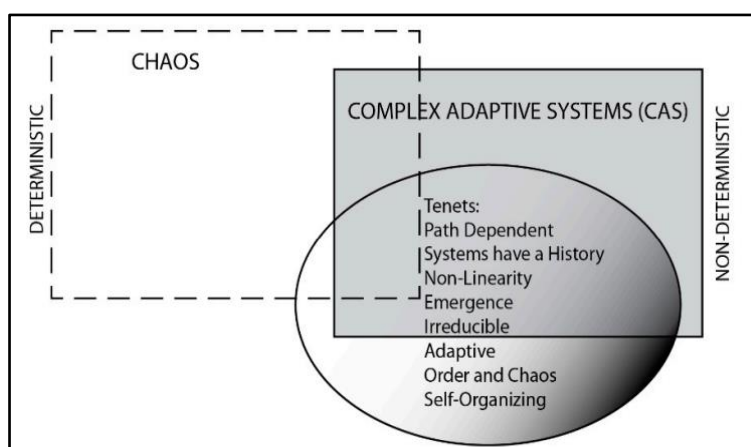 CHAOS
DETERMINISTIC
COMPLEX ADAPTIVE SYSTEMS (CAS)
NON-DETERMINISTIC
Tenets:
Path Dependent
Systems have a History
Non-Linearity
Emergence
Irreducible
Adaptive
Order and Chaos
Self-Organizing